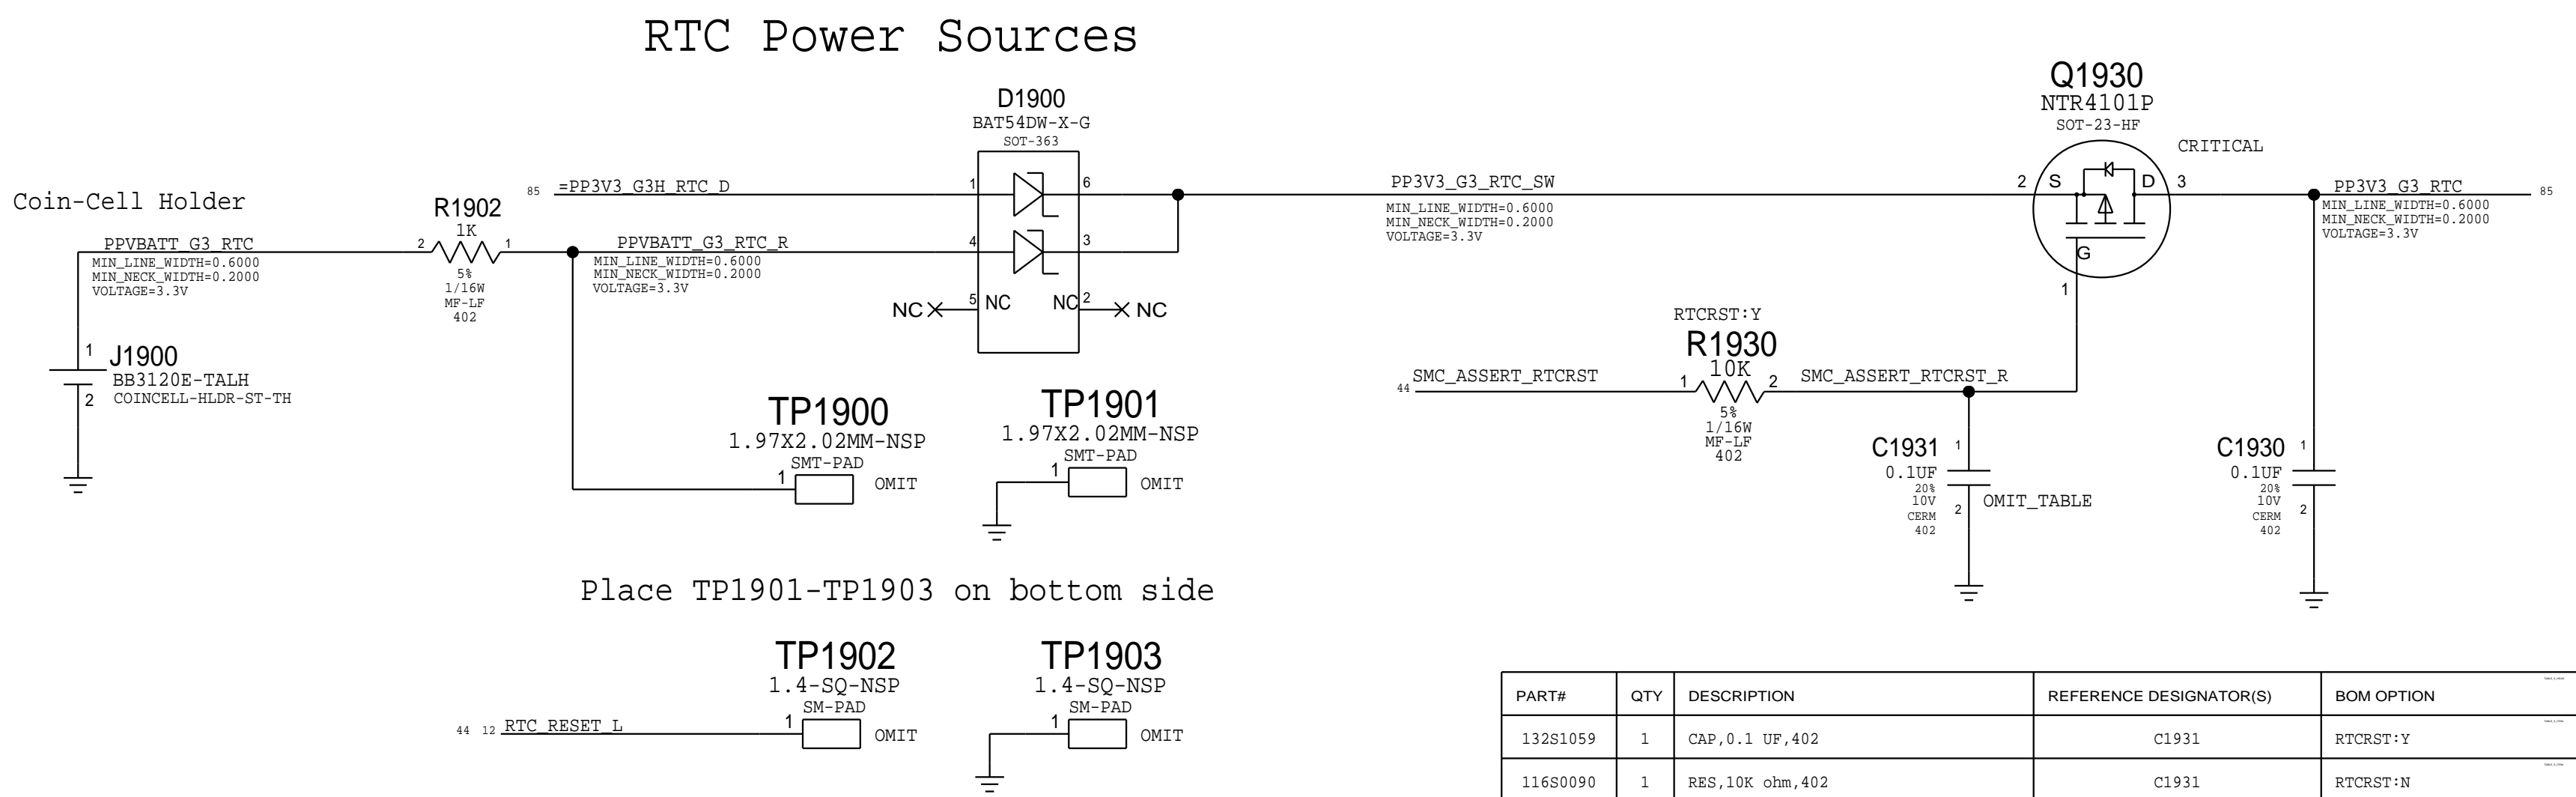 RTC Power Sources
Coin-Cell Holder
PPVBATT_G3_RTC
MIN_LINE_WIDTH=0.6000
MIN_NECK_WIDTH=0.2000
VOLTAGE=3.3V
1
J1900
BB3120E-TALH
COINCELL-HLDR-ST-TH
2
R1902
1K
2
1
5%
1/16W
MF-LF
402
85 =PP3V3_G3H_RTC_D
PPVBATT_G3_RTC_R
MIN_LINE_WIDTH=0.6000
MIN_NECK_WIDTH=0.2000
VOLTAGE=3.3V
D1900
BAT54DW-X-G
SOT-363
1
6
4
3
NC
5
NC
NC
2
NC
TP1900
1.97X2.02MM-NSP
SMT-PAD
1
OMIT
TP1901
1.97X2.02MM-NSP
SMT-PAD
1
OMIT
Place TP1901-TP1903 on bottom side
TP1902
1.4-SQ-NSP
SM-PAD
44 12 RTC_RESET_L
1
OMIT
TP1903
1.4-SQ-NSP
SM-PAD
1
OMIT
PP3V3_G3_RTC_SW
MIN_LINE_WIDTH=0.6000
MIN_NECK_WIDTH=0.2000
VOLTAGE=3.3V
Q1930
NTR4101P
SOT-23-HF
CRITICAL
2
S
D
3
G
1
PP3V3_G3_RTC
85
MIN_LINE_WIDTH=0.6000
MIN_NECK_WIDTH=0.2000
VOLTAGE=3.3V
RTCRST:Y
R1930
10K
44 SMC_ASSERT_RTCRST
1
2
SMC_ASSERT_RTCRST_R
5%
1/16W
MF-LF
402
C1931
1
0.1UF
20%
10V
CERM
402
2
OMIT_TABLE
C1930
1
0.1UF
20%
10V
CERM
402
2
PART# QTY DESCRIPTION REFERENCE DESIGNATOR(S) BOM OPTION
132S1059 1 CAP,0.1 UF,402 C1931 RTCRST:Y
116S0090 1 RES,10K ohm,402 C1931 RTCRST:N